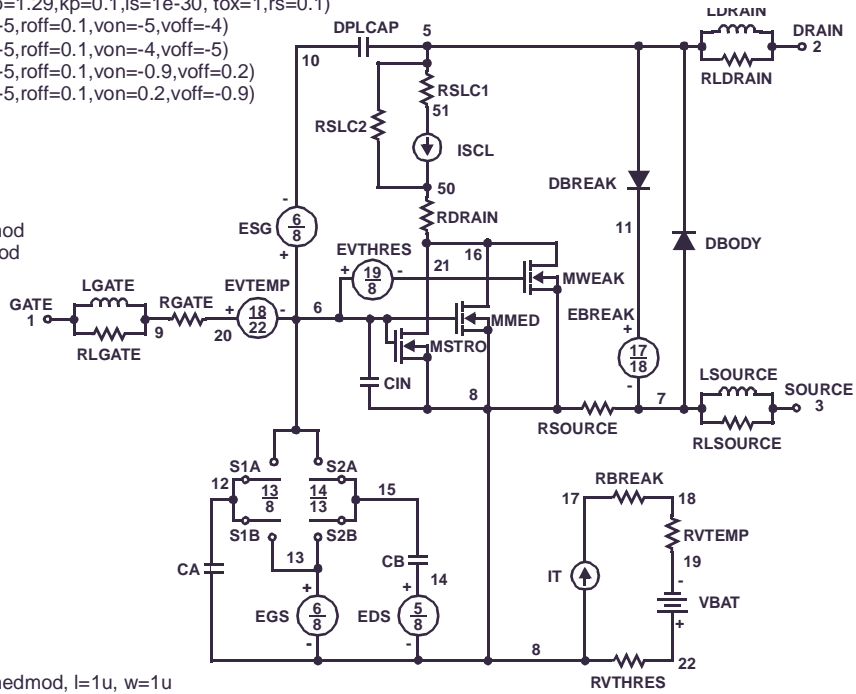 =1.29,kp=0.1,is=1e-30, tox=1,rs=0.1)
-5,roff=0.1,von=-5,voff=-4)
-5,roff=0.1,von=-4,voff=-5)
-5,roff=0.1,von=-0.9,voff=0.2)
-5,roff=0.1,von=0.2,voff=-0.9)
DPLCAP
5
10
LDRAIN
DRAIN
2
RLDRAIN
RSLC1
51
RSLC2
ISCL
50
RDRAIN
DBREAK
11
DBODY
od
ESG
-
6
8
+
EVTHRES
+
19
8
-
21
16
MWEAK
MMED
MSTRO
EBREAK
+
17
18
-
GATE
1
LGATE
RLGATE
9
RGATE
20
EVTEMP
+
18
22
-
6
CIN
8
RSOURCE
7
LSOURCE
SOURCE
3
RLSOURCE
S1A
S2A
12
13
8
14
13
15
S1B
S2B
13
CA
CB
14
EGS
+
6
8
-
EDS
+
5
8
-
8
RBREAK
17
18
RVTEMP
19
IT
-
VBAT
+
22
RVTHRES
nedmod, l=1u, w=1u